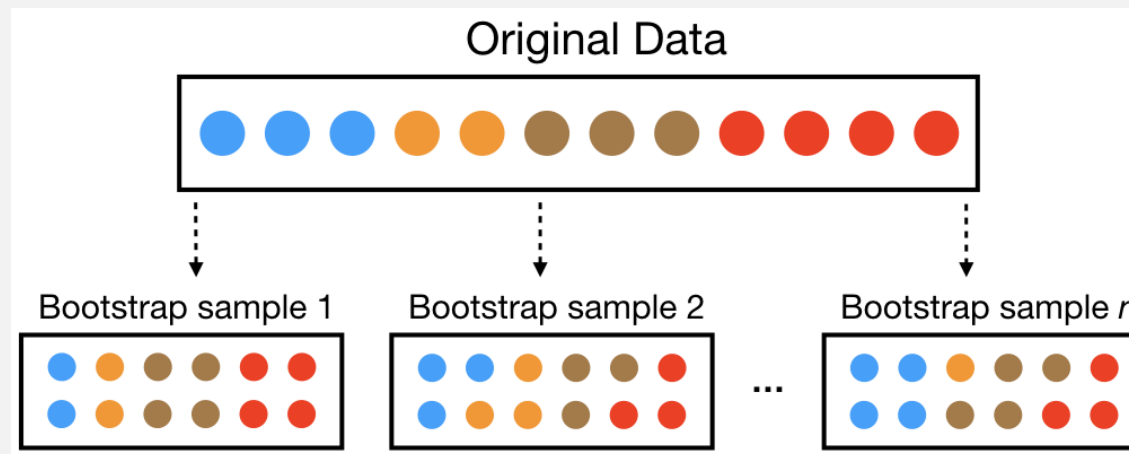 Original Data
Bootstrap sample 1
Bootstrap sample 2
...
Bootstrap sample